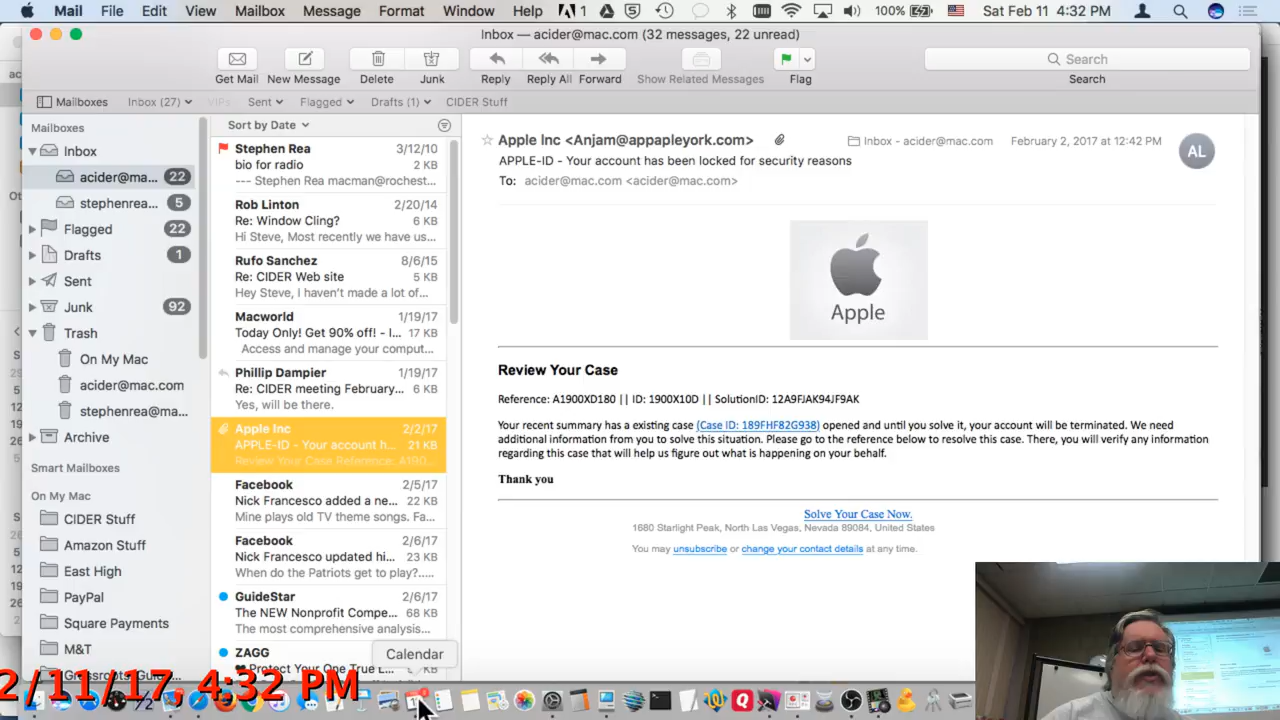 Mail File Edit View Mailbox Message Format Window Help 1 100% Sat Feb 11 4:32 PM
Inbox — acider@mac.com (32 messages, 22 unread)
Get Mail New Message Delete Junk Reply Reply All Forward Show Related Messages Flag Search
Search
Mailboxes Inbox (27) VIPs Sent Flagged Drafts (1) CIDER Stuff
Mailboxes
Inbox
acider@ma... 22
stephenrea... 5
Flagged 22
Drafts 1
Sent
Junk 92
Trash
On My Mac
acider@mac.com
stephenrea@ma...
Archive
Smart Mailboxes
On My Mac
CIDER Stuff
Amazon Stuff
East High
PayPal
Square Payments
M&T
Sort by Date
Stephen Rea 3/12/10
bio for radio 2 KB
--- Stephen Rea macman@rochest...
Rob Linton 2/20/14
Re: Window Cling? 6 KB
Hi Steve, Most recently we have us...
Rufo Sanchez 8/6/15
Re: CIDER Web site 5 KB
Hey Steve, I haven't made a lot of...
Macworld 1/19/17
Today Only! Get 90% off! - I... 17 KB
Access and manage your comput...
Phillip Dampier 1/19/17
Re: CIDER meeting February... 6 KB
Yes, will be there.
Apple Inc 2/2/17
APPLE-ID - Your account h... 21 KB
Review Your Case Reference: A190...
Facebook 2/5/17
Nick Francesco added a ne... 22 KB
Mine plays old TV theme songs. Fa...
Facebook 2/6/17
Nick Francesco updated hi... 23 KB
When do the Patriots get to play?.....
GuideStar 2/6/17
The NEW Nonprofit Compe... 68 KB
The most comprehensive analysis...
ZAGG 2/6/17
Protect Your One True L...
Apple Inc <Anjam@appapleyork.com> Inbox - acider@mac.com February 2, 2017 at 12:42 PM
AL
APPLE-ID - Your account has been locked for security reasons
To: acider@mac.com <acider@mac.com>
Apple
Review Your Case
Reference: A1900XD180 || ID: 1900X10D || SolutionID: 12A9FJAK94JF9AK
Your recent summary has a existing case (Case ID: 189FHF82G938) opened and until you solve it, your account will be terminated. We need
additional information from you to solve this situation. Please go to the reference below to resolve this case. There, you will verify any information
regarding this case that will help us figure out what is happening on your behalf.
Thank you
Solve Your Case Now.
1680 Starlight Peak, North Las Vegas, Nevada 89084, United States
You may unsubscribe or change your contact details at any time.
Calendar
2/11/17, 4:32 PM